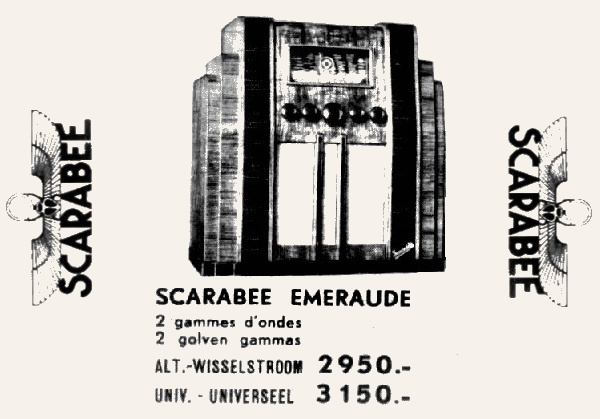 SCARABEE
SCARABEE
SCARABEE EMERAUDE
2 gammes d'ondes
2 golven gammas
ALT.-WISSELSTROOM 2950.-
UNIV. - UNIVERSEEL 3150.-